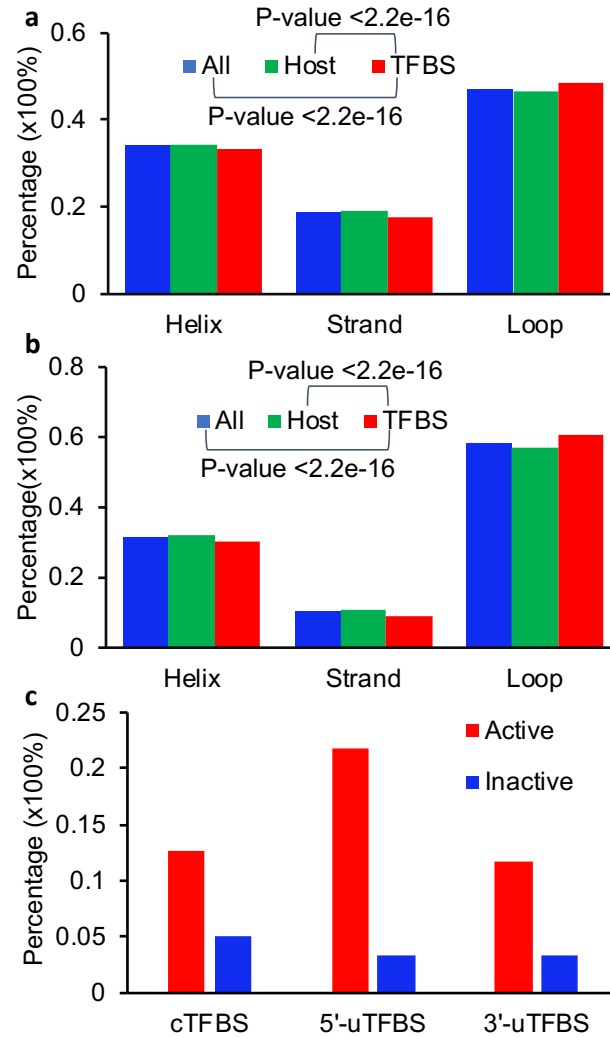 a
P-value <2.2e-16
0.6
All Host TFBS
P-value <2.2e-16
0.4
0.2
0
Percentage (x100%)
Helix Strand Loop
b
P-value <2.2e-16
0.8
All Host TFBS
P-value <2.2e-16
0.6
0.4
0.2
0
Percentage(x100%)
Helix Strand Loop
c
0.25
Active
Inactive
0.2
0.15
0.1
0.05
0
Percentage (x100%)
cTFBS 5'-uTFBS 3'-uTFBS